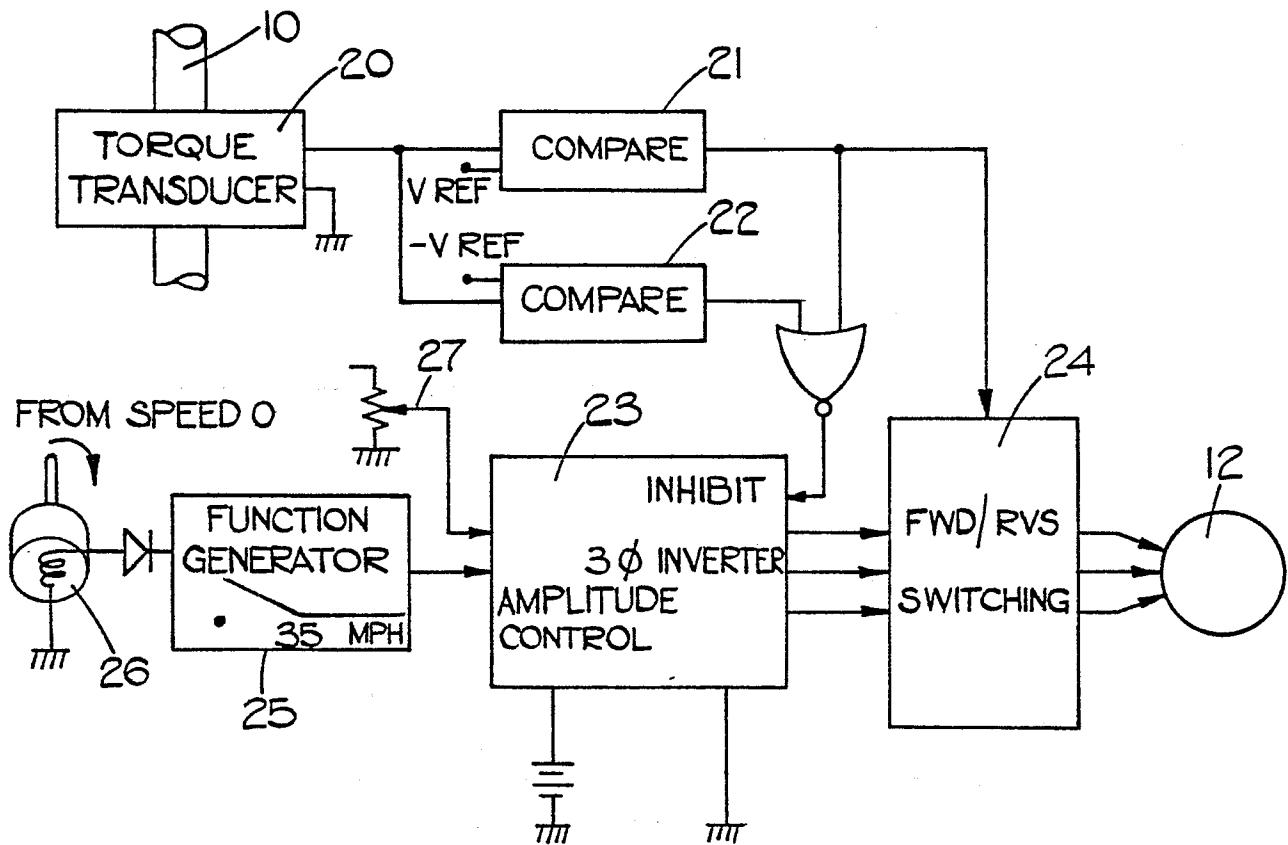 10
20
21
TORQUE
TRANSDUCER
COMPARE
V REF
22
-V REF
COMPARE
27
24
FROM SPEED O
23
12
INHIBIT
FUNCTION
GENERATOR
FWD/RVS
3Ø INVERTER
AMPLITUDE
CONTROL
SWITCHING
35 MPH
26
25